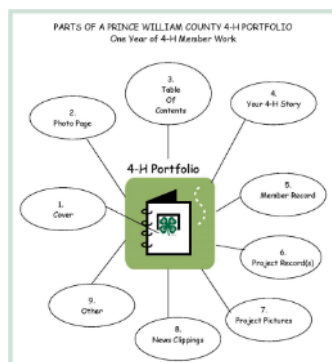 PARTS OF A PRINCE WILLIAM COUNTY 4-H PORTFOLIO
One Year of 4-H Member Work
3.
Table
Of
Contents
4.
Your 4-H Story
2.
Photo Page
4-H Portfolio
1.
Cover
5.
Member Record
6.
Project Record(s)
9.
Other
7.
Project Pictures
8.
News Clippings